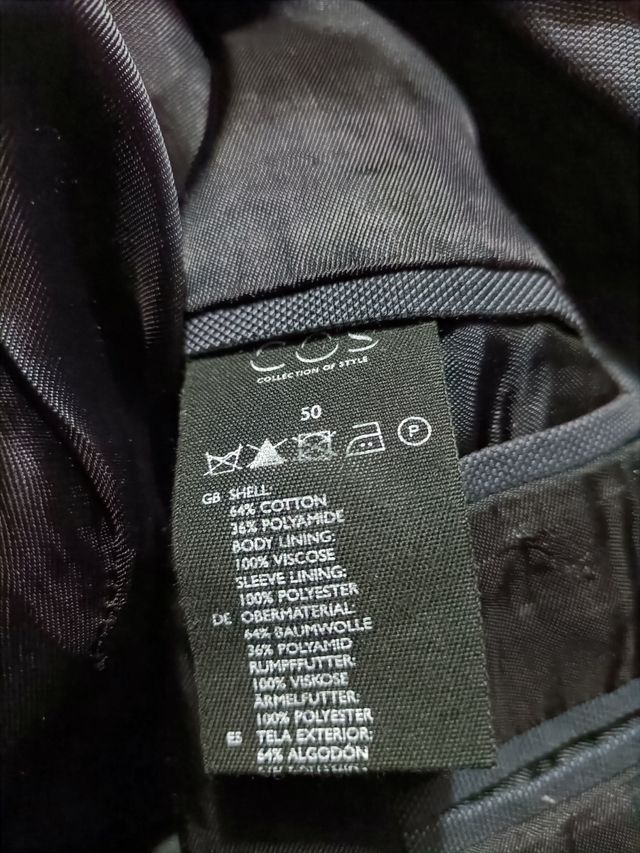 COS
COLLECTION OF STYLE
50
P
GB SHELL:
64% COTTON
36% POLYAMIDE
BODY LINING:
100% VISCOSE
SLEEVE LINING:
100% POLYESTER
DE OBERMATERIAL:
64% BAUMWOLLE
36% POLYAMID
RUMPFFUTTER:
100% VISKOSE
ÄRMELFUTTER:
100% POLYESTER
ES TELA EXTERIOR:
64% ALGODÓN